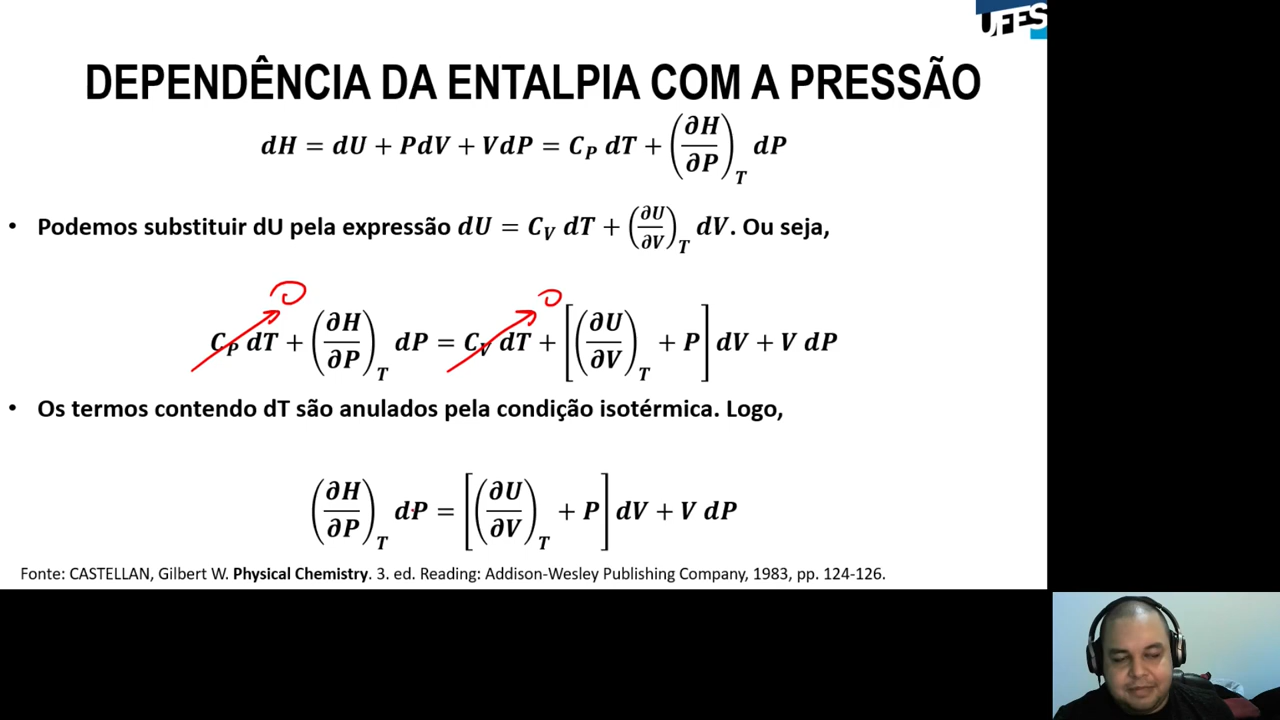 UFES
DEPENDÊNCIA DA ENTALPIA COM A PRESSÃO
dH = dU + PdV + VdP = C_P dT + (∂H/∂P)_T dP
• Podemos substituir dU pela expressão dU = C_V dT + (∂U/∂V)_T dV. Ou seja,
0 0
C_P dT + (∂H/∂P)_T dP = C_V dT + [(∂U/∂V)_T + P] dV + V dP
• Os termos contendo dT são anulados pela condição isotérmica. Logo,
(∂H/∂P)_T dP = [(∂U/∂V)_T + P] dV + V dP
Fonte: CASTELLAN, Gilbert W. Physical Chemistry. 3. ed. Reading: Addison-Wesley Publishing Company, 1983, pp. 124-126.